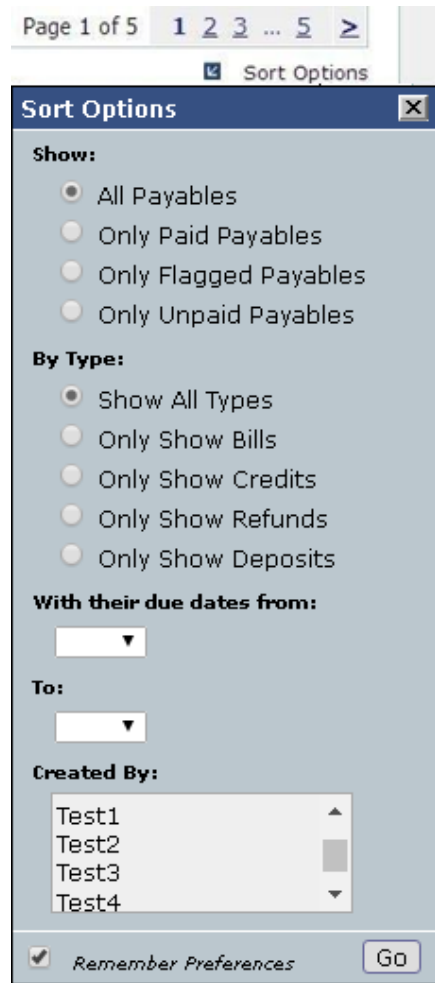 Page 1 of 5 1 2 3 ... 5 >
Sort Options
Sort Options
Show:
All Payables
Only Paid Payables
Only Flagged Payables
Only Unpaid Payables
By Type:
Show All Types
Only Show Bills
Only Show Credits
Only Show Refunds
Only Show Deposits
With their due dates from:
To:
Created By:
Test1
Test2
Test3
Test4
Remember Preferences Go